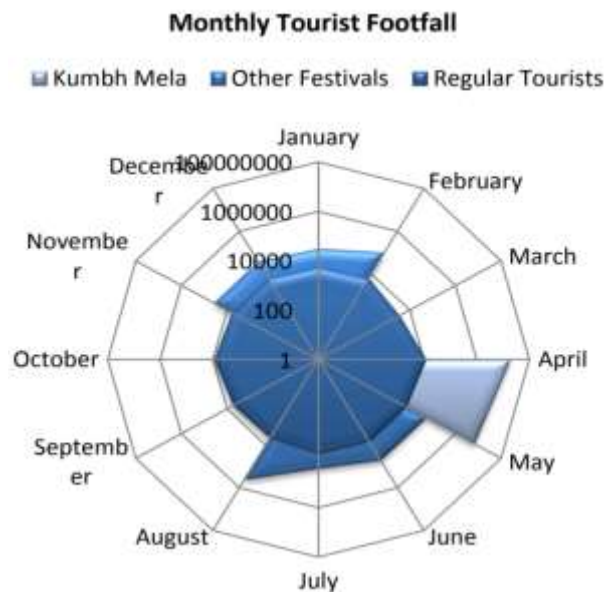 Monthly Tourist Footfall
Kumbh Mela Other Festivals Regular Tourists
January
February
March
April
May
June
July
August
Septemb
er
October
Novembe
r
Decembe
r
100000000
1000000
10000
100
1